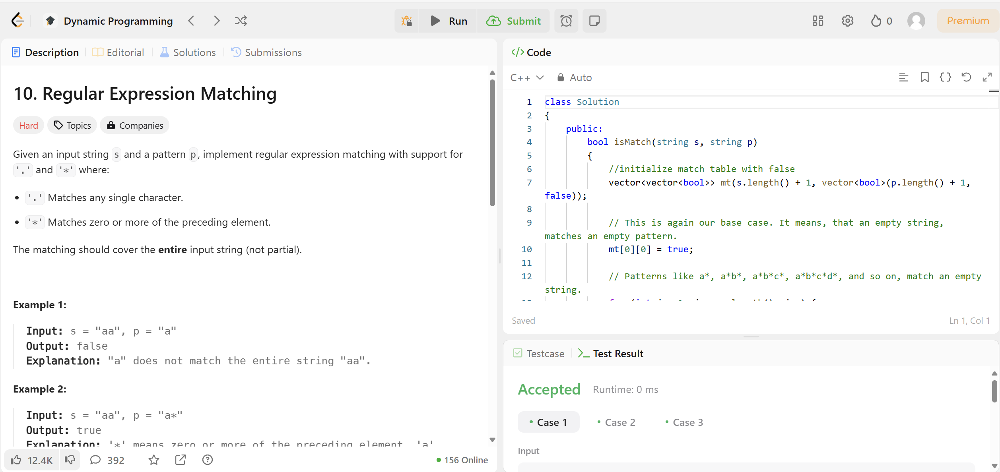 Dynamic Programming
Run
Submit
0
Premium
Description
Editorial
Solutions
Submissions
10. Regular Expression Matching
Hard
Topics
Companies
Given an input string s and a pattern p, implement regular expression matching with support for
'.' and '*' where:
• '.' Matches any single character.
• '*' Matches zero or more of the preceding element.
The matching should cover the entire input string (not partial).
Example 1:
Input: s = "aa", p = "a"
Output: false
Explanation: "a" does not match the entire string "aa".
Example 2:
Input: s = "aa", p = "a*"
Output: true
Explanation: '*' means zero or more of the preceding element, 'a'
12.4K
392
156 Online
</> Code
C++
Auto
1 class Solution
2 {
3 public:
4 bool isMatch(string s, string p)
5 {
6 //initialize match table with false
7 vector<vector<bool>> mt(s.length() + 1, vector<bool>(p.length() + 1,
false));
8
9 // This is again our base case. It means, that an empty string,
matches an empty pattern.
10 mt[0][0] = true;
11
12 // Patterns like a*, a*b*, a*b*c*, a*b*c*d*, and so on, match an empty
string.
Saved
Ln 1, Col 1
Testcase
Test Result
Accepted
Runtime: 0 ms
• Case 1
• Case 2
• Case 3
Input